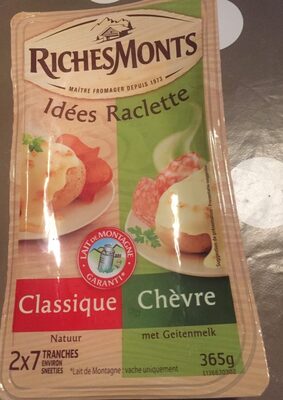 RICHESMONTS
MAÎTRE FROMAGER DEPUIS 1973
Idées Raclette
LAIT DE MONTAGNE
GARANTI*
Classique Chèvre
Natuur met Geitenmelk
2x7 TRANCHES 365g
ENVIRON
SNEETJES
*Lait de Montagne : vache uniquement